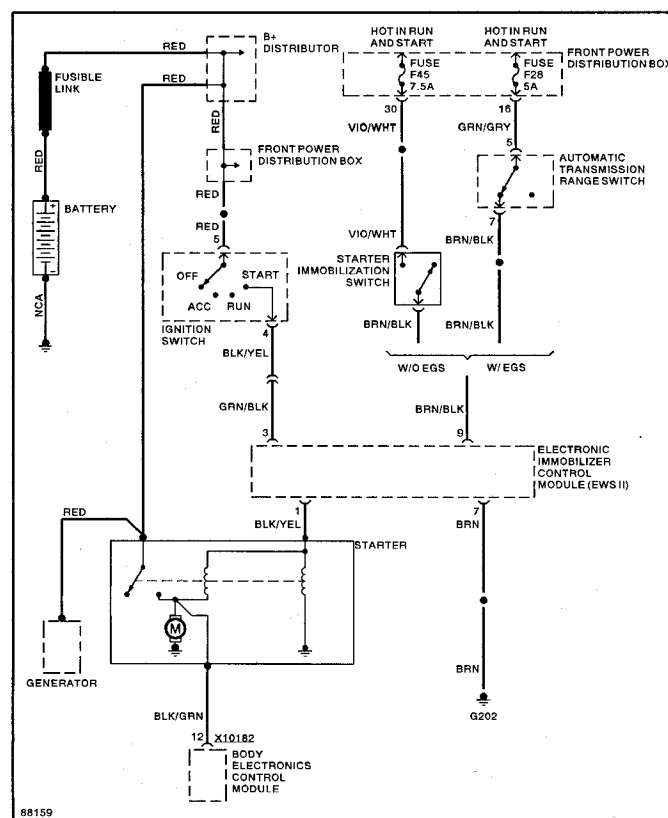 RED
B+
DISTRIBUTOR
HOT IN RUN
AND START
HOT IN RUN
AND START
FUSIBLE
LINK
RED
FUSE
F45
7.5A
FUSE
F28
5A
FRONT POWER
DISTRIBUTION BOX
30
16
RED
VIO/WHT
GRN/GRY
RED
FRONT POWER
DISTRIBUTION BOX
5
AUTOMATIC
TRANSMISSION
RANGE SWITCH
RED
+
BATTERY
-
RED
5
VIO/WHT
7
BRN/BLK
STARTER
IMMOBILIZATION
SWITCH
OFF
START
ACC
RUN
NCA
IGNITION
SWITCH
4
BRN/BLK
BRN/BLK
BLK/YEL
W/O EGS
W/ EGS
GRN/BLK
BRN/BLK
3
9
ELECTRONIC
IMMOBILIZER
CONTROL
MODULE (EWS II)
1
7
RED
BLK/YEL
BRN
STARTER
M
GENERATOR
BRN
G202
BLK/GRN
12
X10182
BODY
ELECTRONICS
CONTROL
MODULE
88159